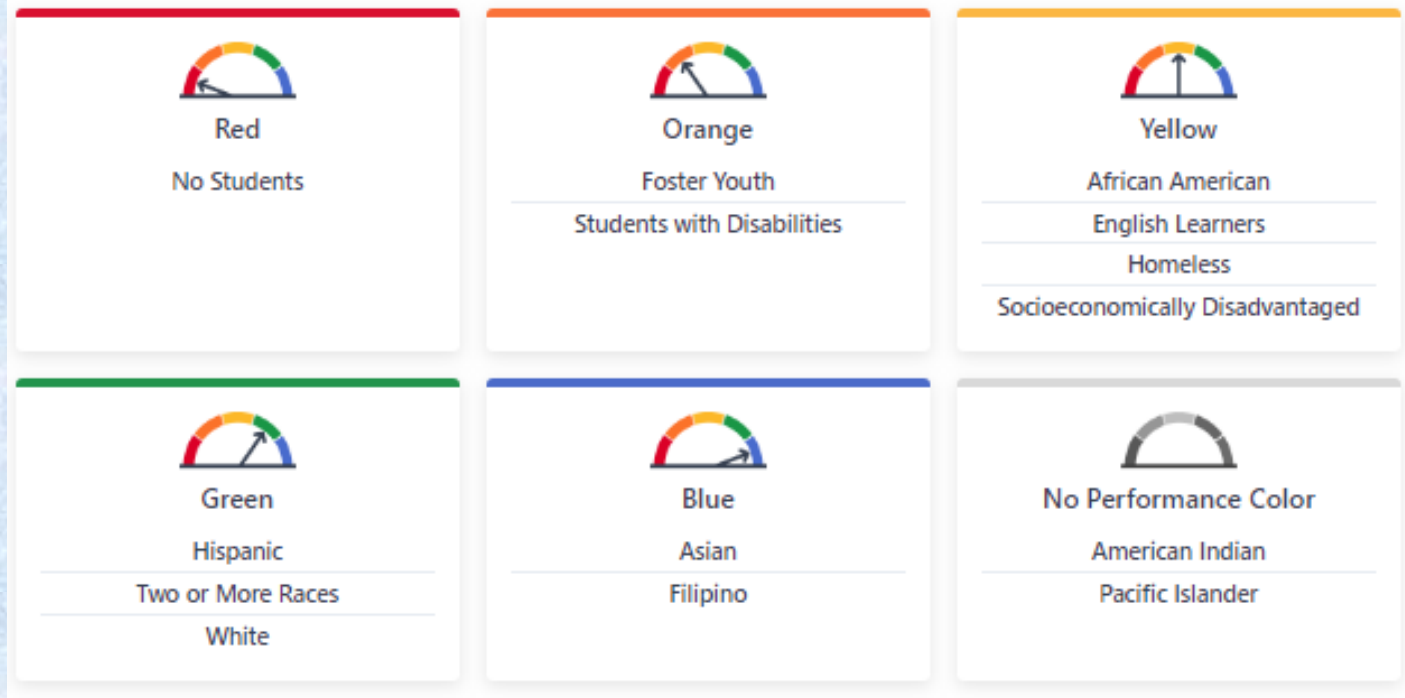 Red
No Students
Orange
Foster Youth
Students with Disabilities
Yellow
African American
English Learners
Homeless
Socioeconomically Disadvantaged
Green
Hispanic
Two or More Races
White
Blue
Asian
Filipino
No Performance Color
American Indian
Pacific Islander